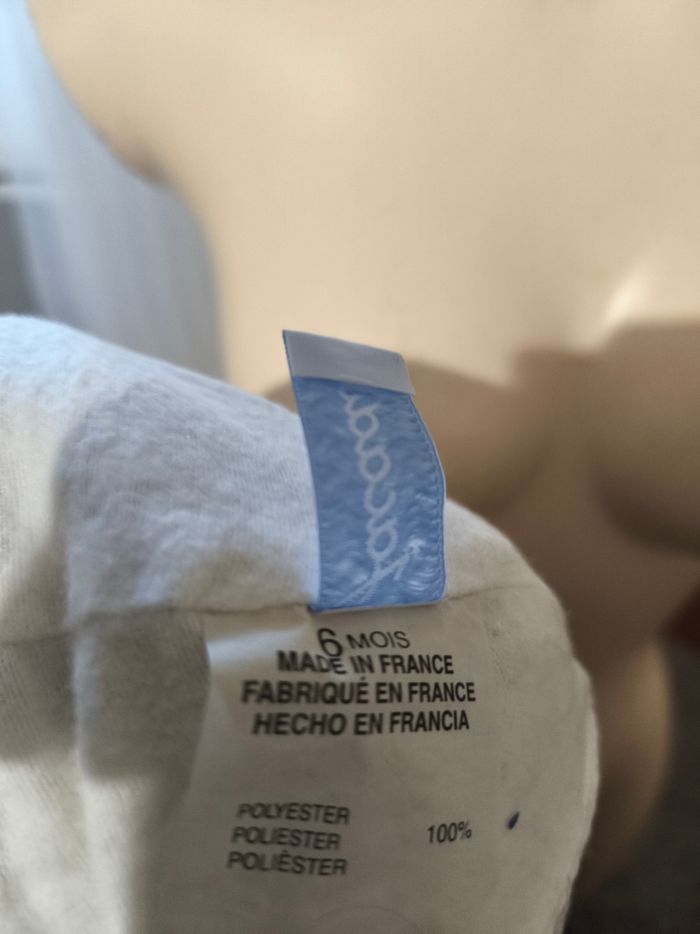 6 MOIS
MADE IN FRANCE
FABRIQUÉ EN FRANCE
HECHO EN FRANCIA
POLYESTER
POLIESTER 100%
POLIÈSTER